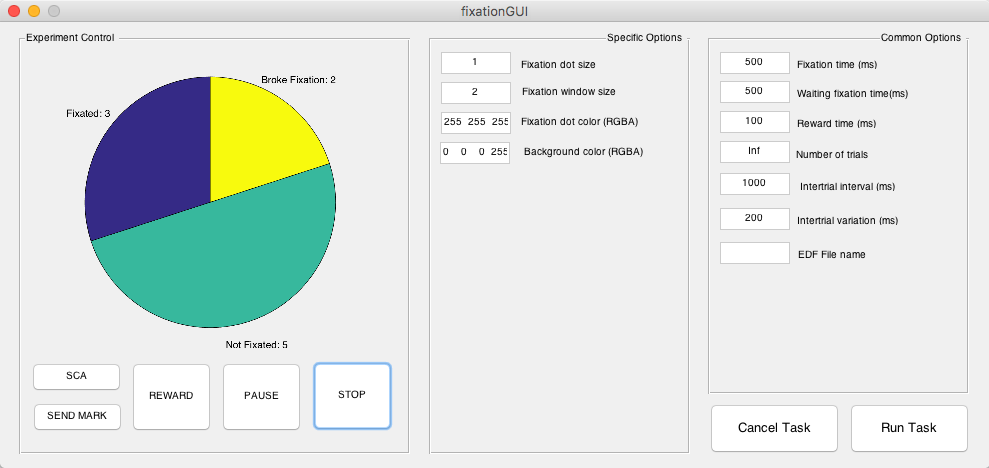 fixationGUI
Experiment Control
Broke Fixation: 2
Fixated: 3
Not Fixated: 5
SCA
SEND MARK
REWARD
PAUSE
STOP
Specific Options
1 Fixation dot size
2 Fixation window size
255 255 255 Fixation dot color (RGBA)
0 0 0 255 Background color (RGBA)
Common Options
500 Fixation time (ms)
500 Waiting fixation time(ms)
100 Reward time (ms)
Inf Number of trials
1000 Intertrial interval (ms)
200 Intertrial variation (ms)
EDF File name
Cancel Task
Run Task